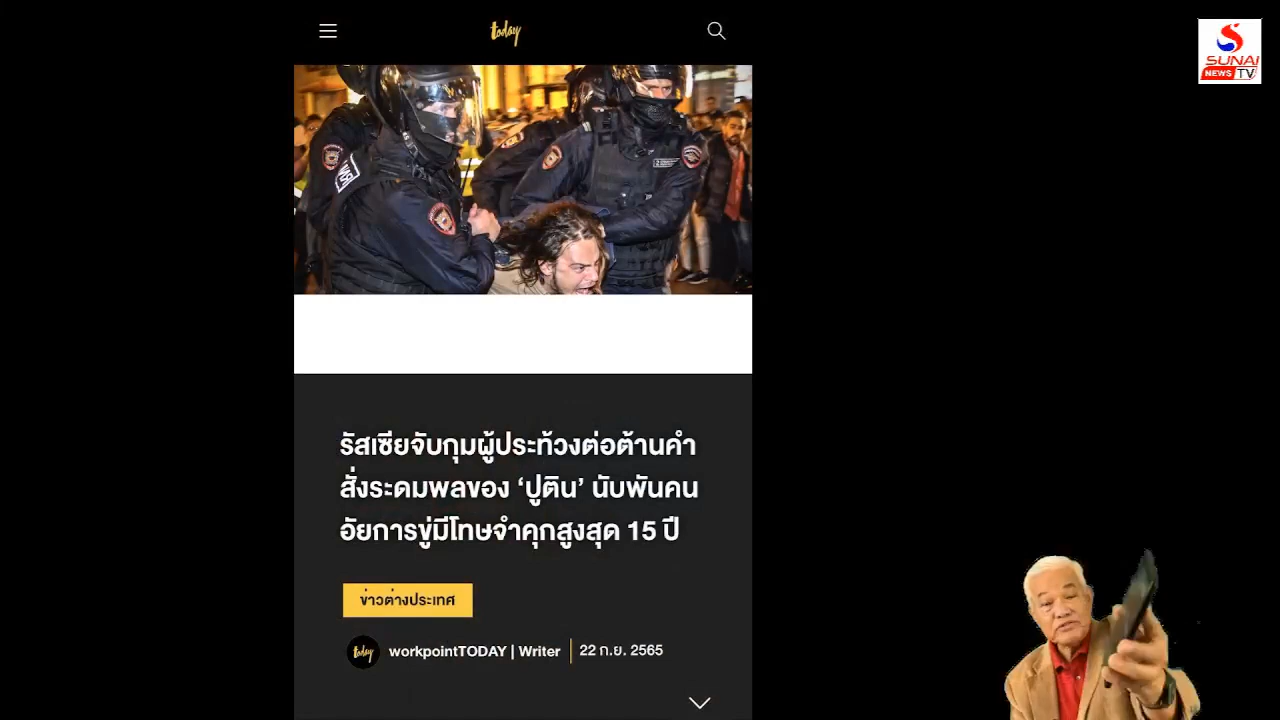 today
SUNAI
NEWS TV
รัสเซียจับกุมผู้ประท้วงต่อต้านคำ
สั่งระดมพลของ ‘ปูติน’ นับพันคน
อัยการขู่มีโทษจำคุกสูงสุด 15 ปี
ข่าวต่างประเทศ
today
workpointTODAY | Writer
22 ก.ย. 2565